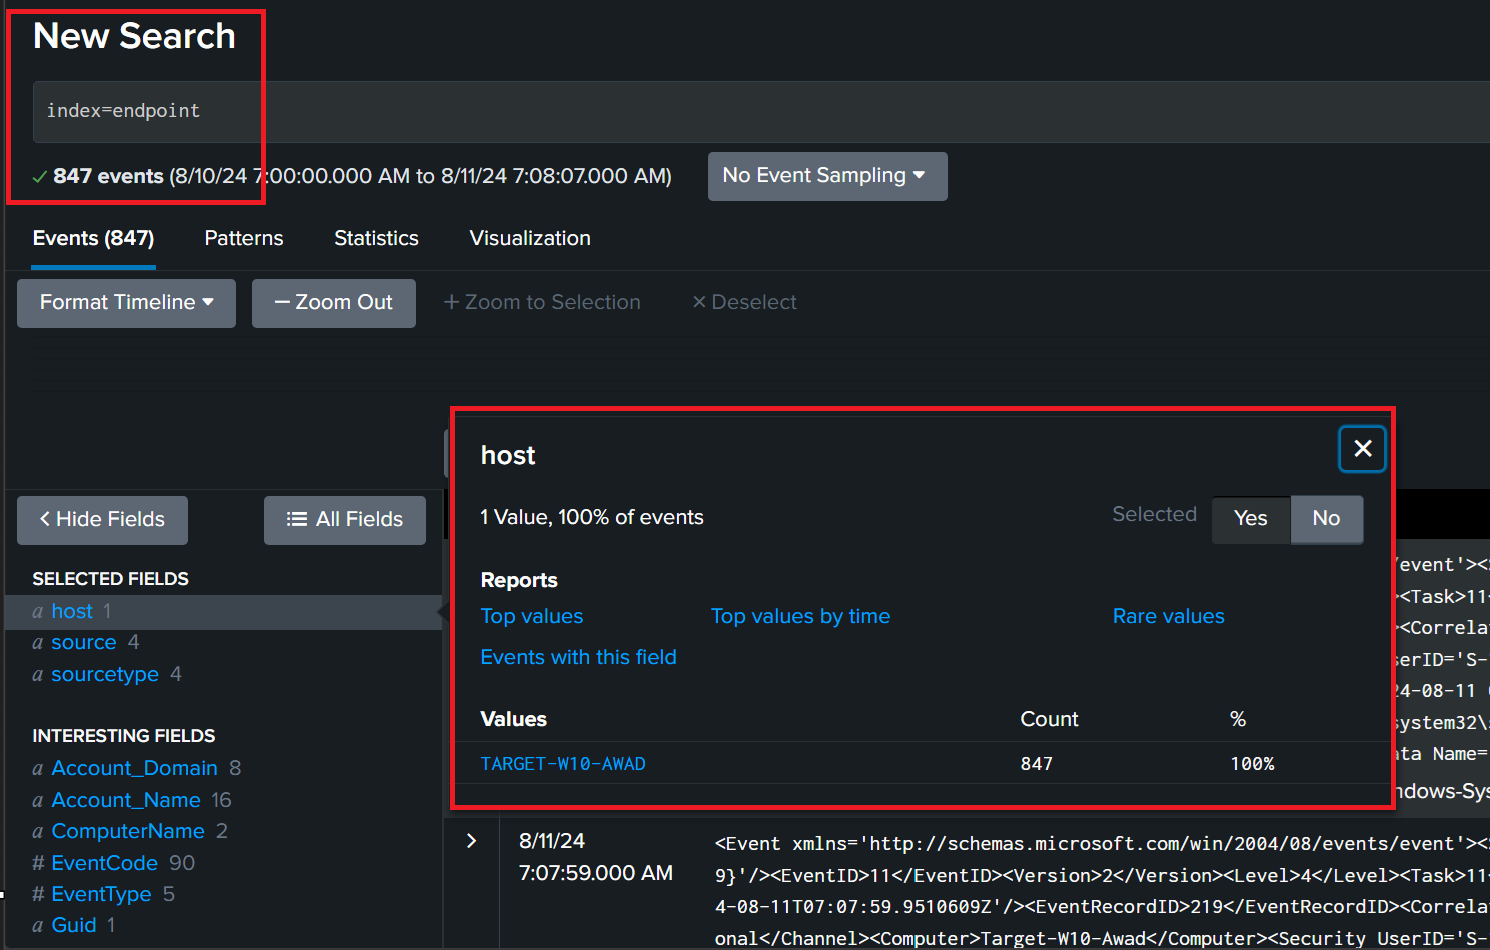 New Search
index=endpoint
847 events (8/10/24 7:00:00.000 AM to 8/11/24 7:08:07.000 AM)
No Event Sampling
Events (847) Patterns Statistics Visualization
Format Timeline — Zoom Out + Zoom to Selection × Deselect
host
Selected Yes No
1 Value, 100% of events
Reports
Top values Top values by time Rare values
Events with this field
Values Count %
TARGET-W10-AWAD 847 100%
< Hide Fields All Fields
SELECTED FIELDS
a host 1
a source 4
a sourcetype 4
INTERESTING FIELDS
a Account_Domain 8
a Account_Name 16
a ComputerName 2
# EventCode 90
# EventType 5
a Guid 1
/event'><
><Task>11<
><Correla
serID='S-
24-08-11
system32\
ata Name=
ndows-Sys
8/11/24
7:07:59.000 AM
<Event xmlns='http://schemas.microsoft.com/win/2004/08/events/event'><
9}'/><EventID>11</EventID><Version>2</Version><Level>4</Level><Task>11<
4-08-11T07:07:59.9510609Z'/><EventRecordID>219</EventRecordID><Correla
onal</Channel><Computer>Target-W10-Awad</Computer><Security UserID='S-